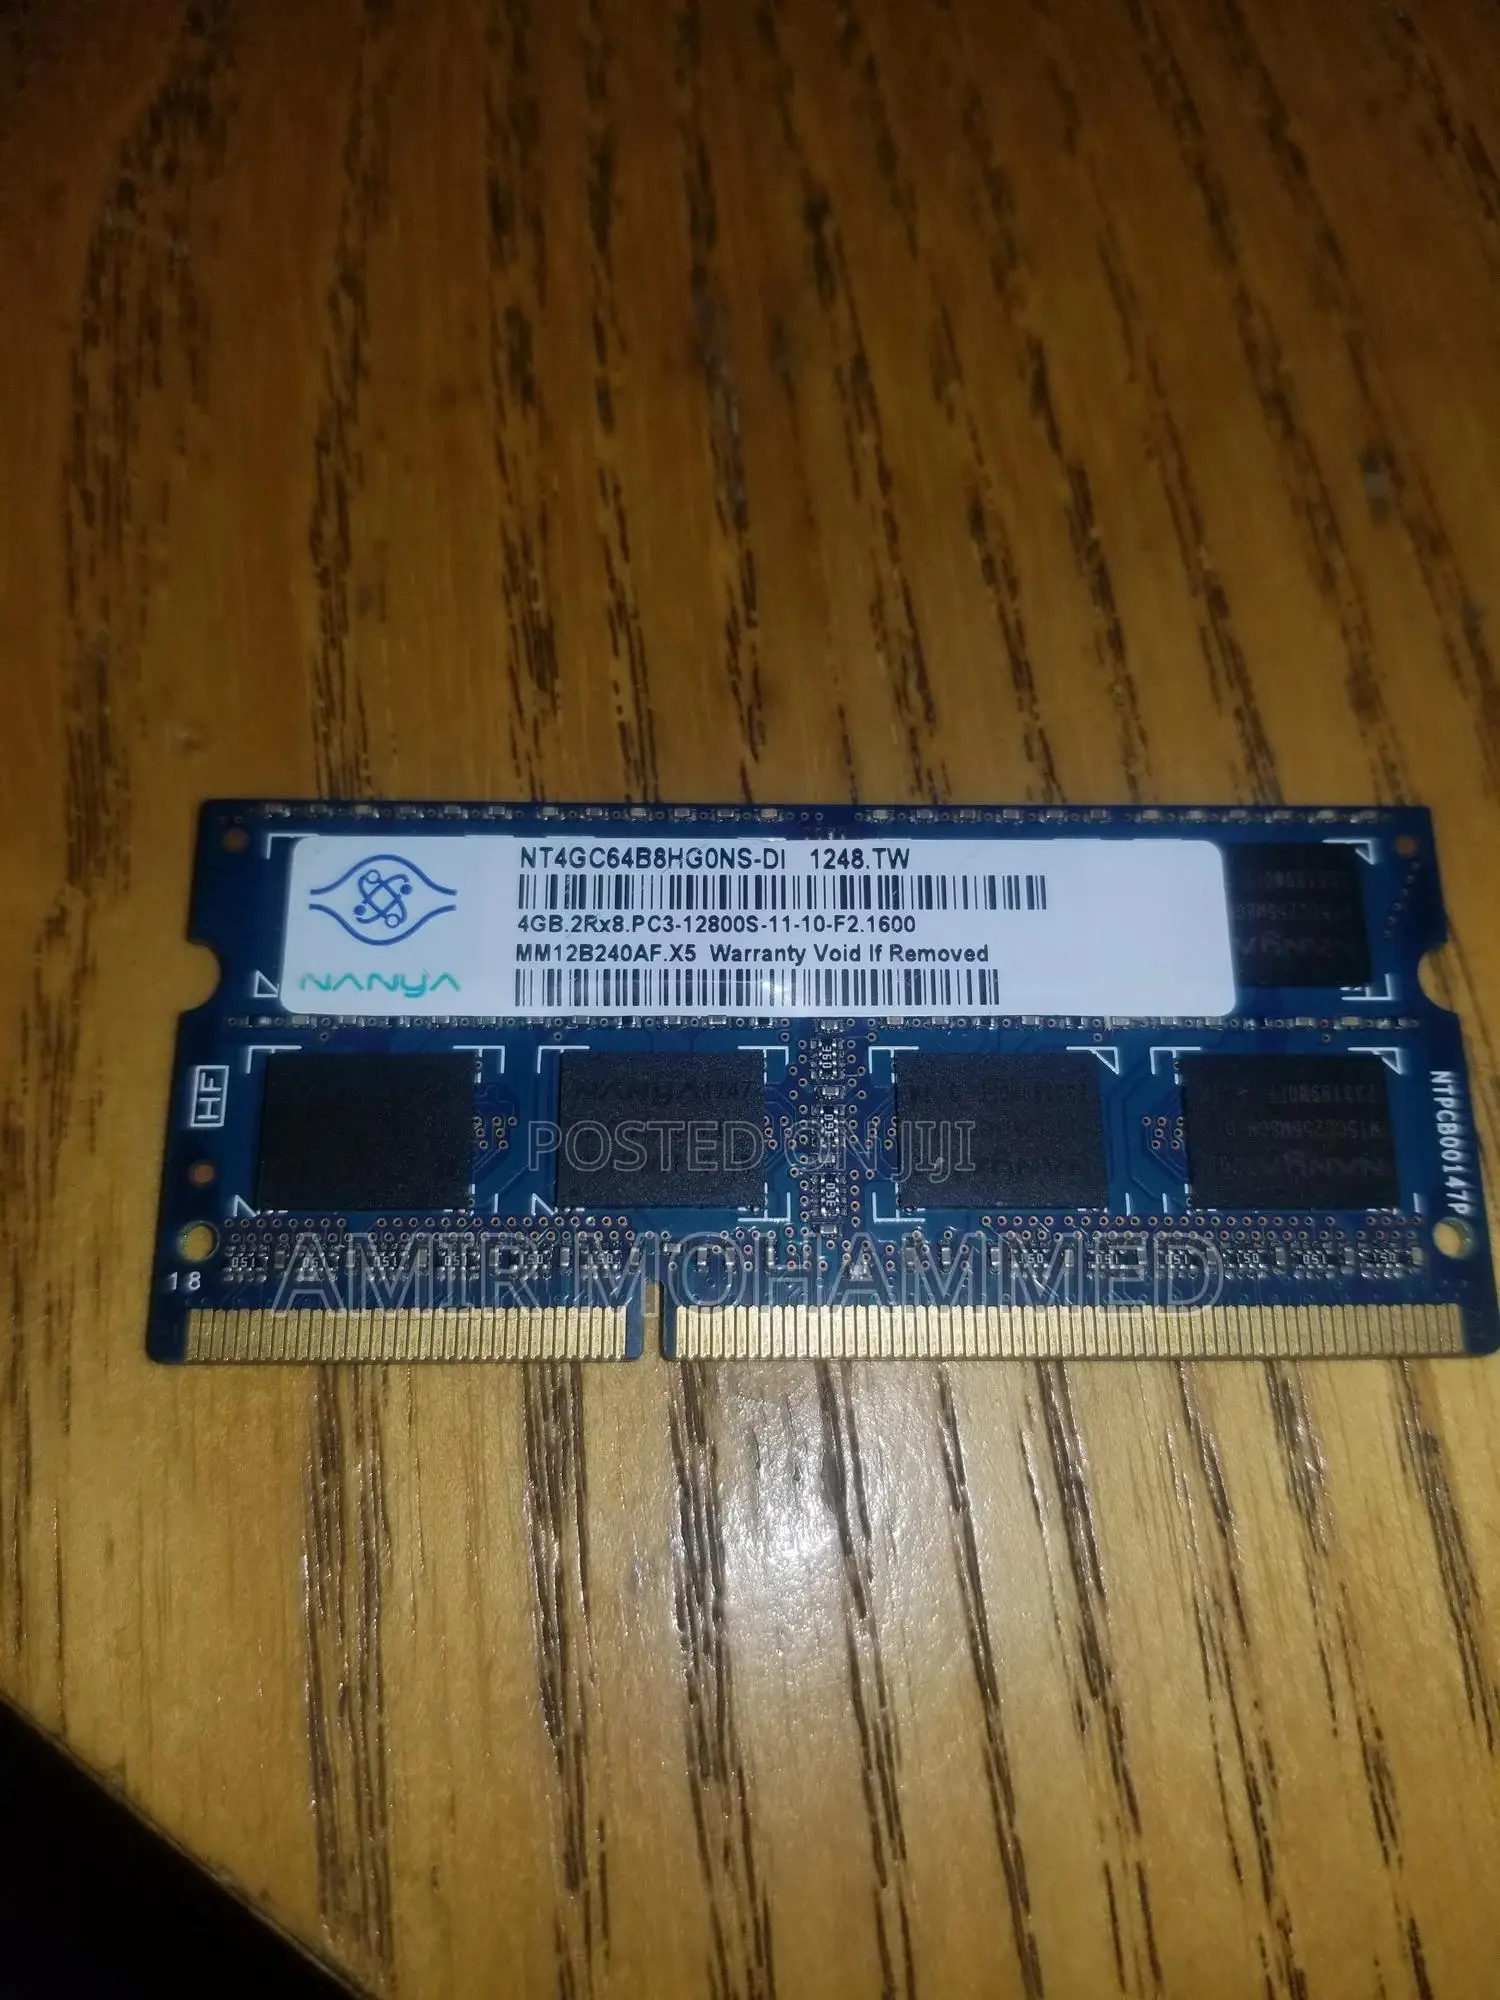 NT4GC64B8HG0NS-DI 1248.TW
4GB.2Rx8.PC3-12800S-11-10-F2.1600
MM12B240AF.X5 Warranty Void If Removed
NANYA
HF
NTPCB00147P
NANYA
POSTED ON JIJI
AMIR MOHAMMED
18